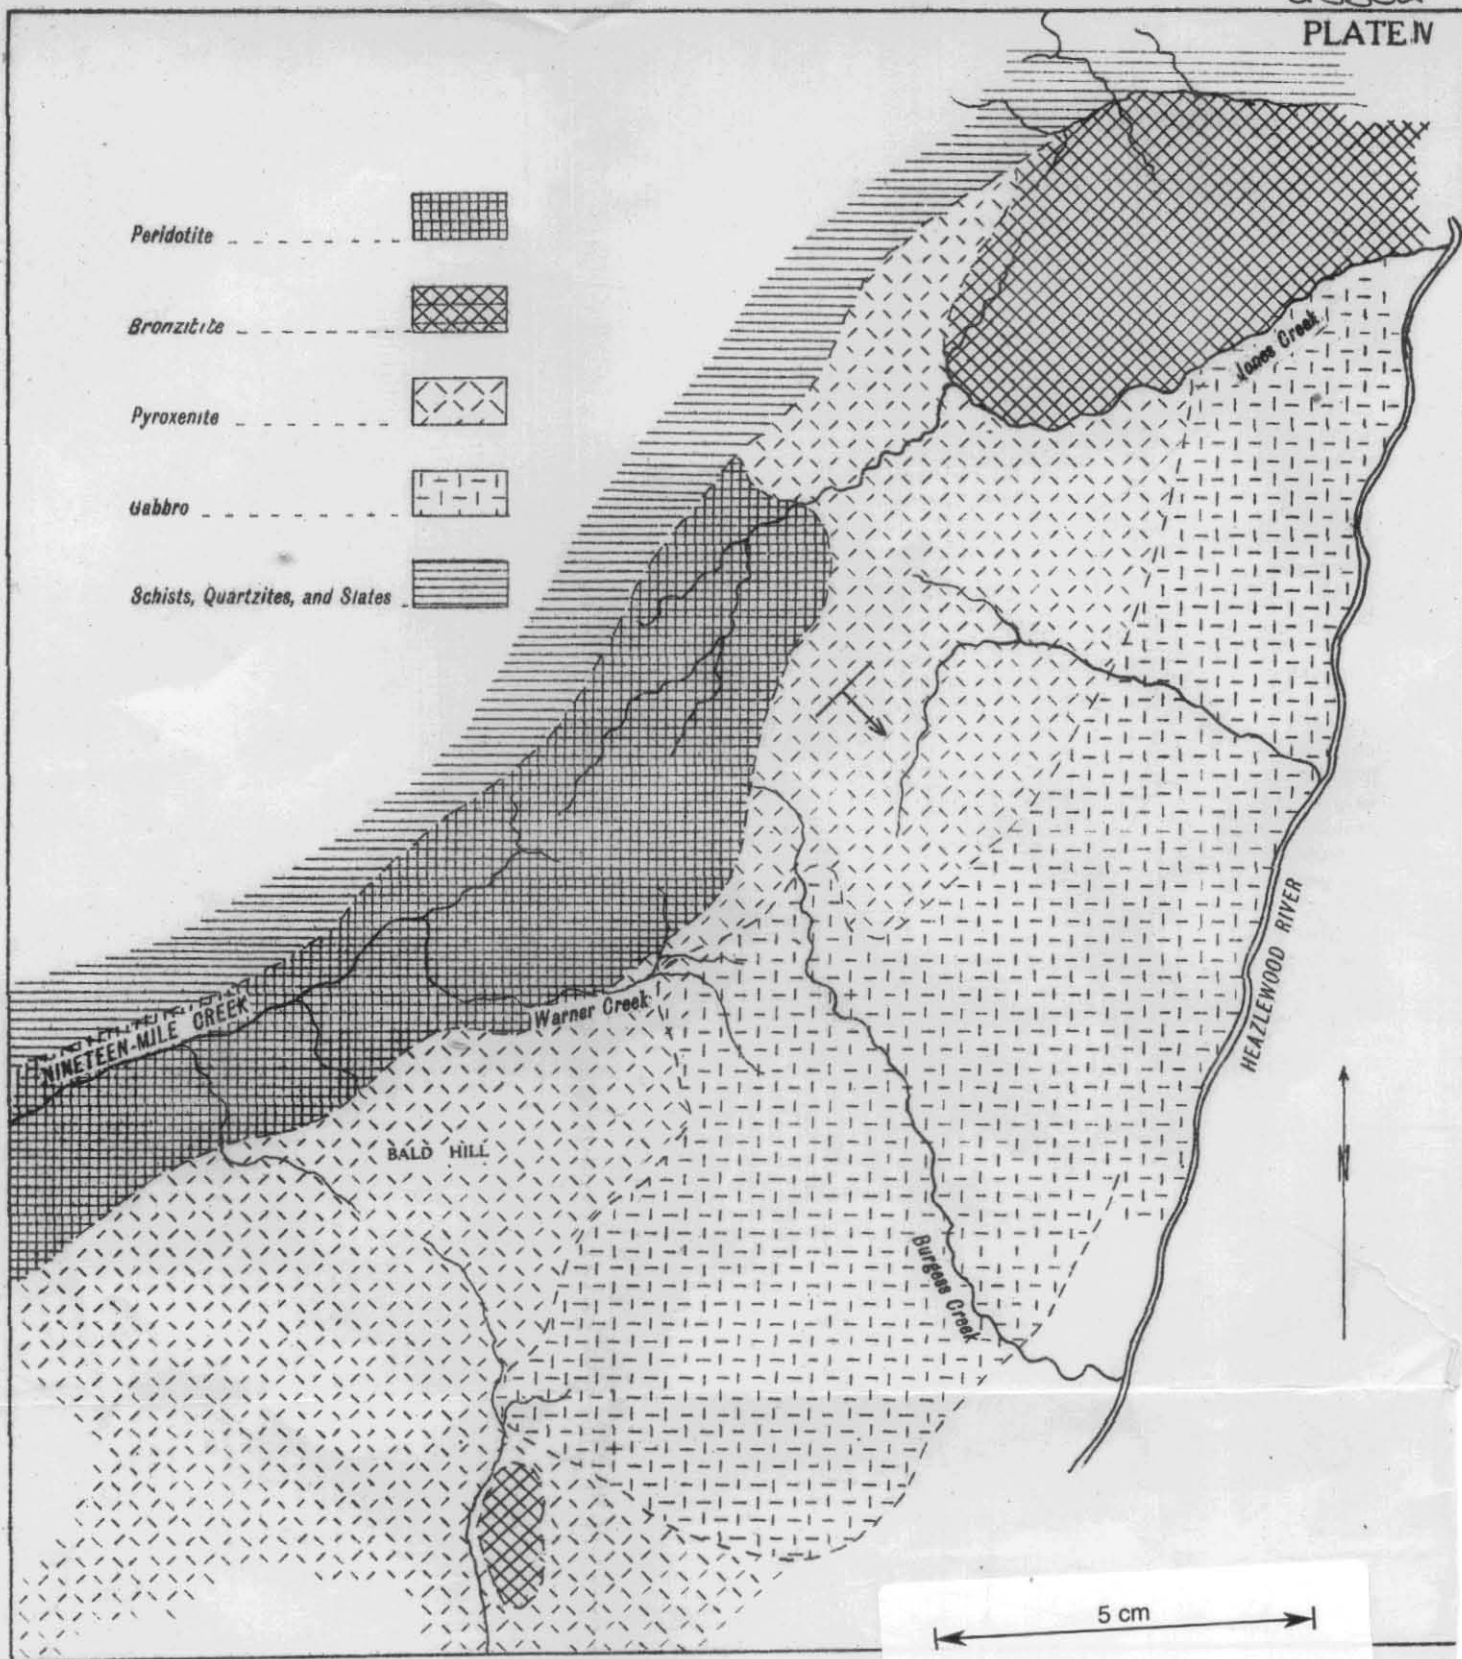 PLATE IV
Peridotite
Bronzitite
Pyroxenite
Gabbro
Schists, Quartzites, and Slates
Jones Creek
HEAZLEWOOD RIVER
NINETEEN-MILE CREEK
Warner Creek
BALD HILL
N
Burgess Creek
5 cm